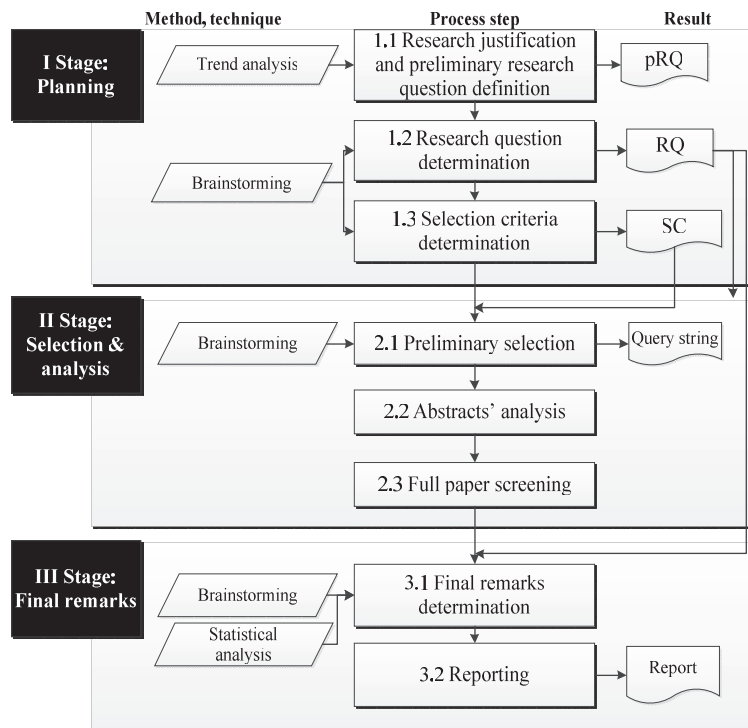 Method, technique
Process step
Result
I Stage:
Planning
Trend analysis
1.1 Research justification
and preliminary research
question definition
pRQ
1.2 Research question
determination
RQ
Brainstorming
1.3 Selection criteria
determination
SC
II Stage:
Selection &
analysis
Brainstorming
2.1 Preliminary selection
Query string
2.2 Abstracts’ analysis
2.3 Full paper screening
III Stage:
Final remarks
Brainstorming
Statistical
analysis
3.1 Final remarks
determination
3.2 Reporting
Report